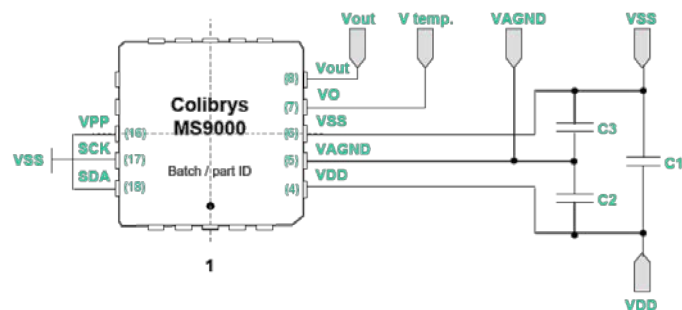 Vout
V temp.
VAGND
VSS
Vout
(8)
Colibrys
MS9000
VO
(7)
VPP
(16)
VSS
(6)
SCK
(17)
VSS
VAGND
(5)
SDA
(18)
Batch / part ID
VDD
(4)
C3
C1
C2
1
VDD